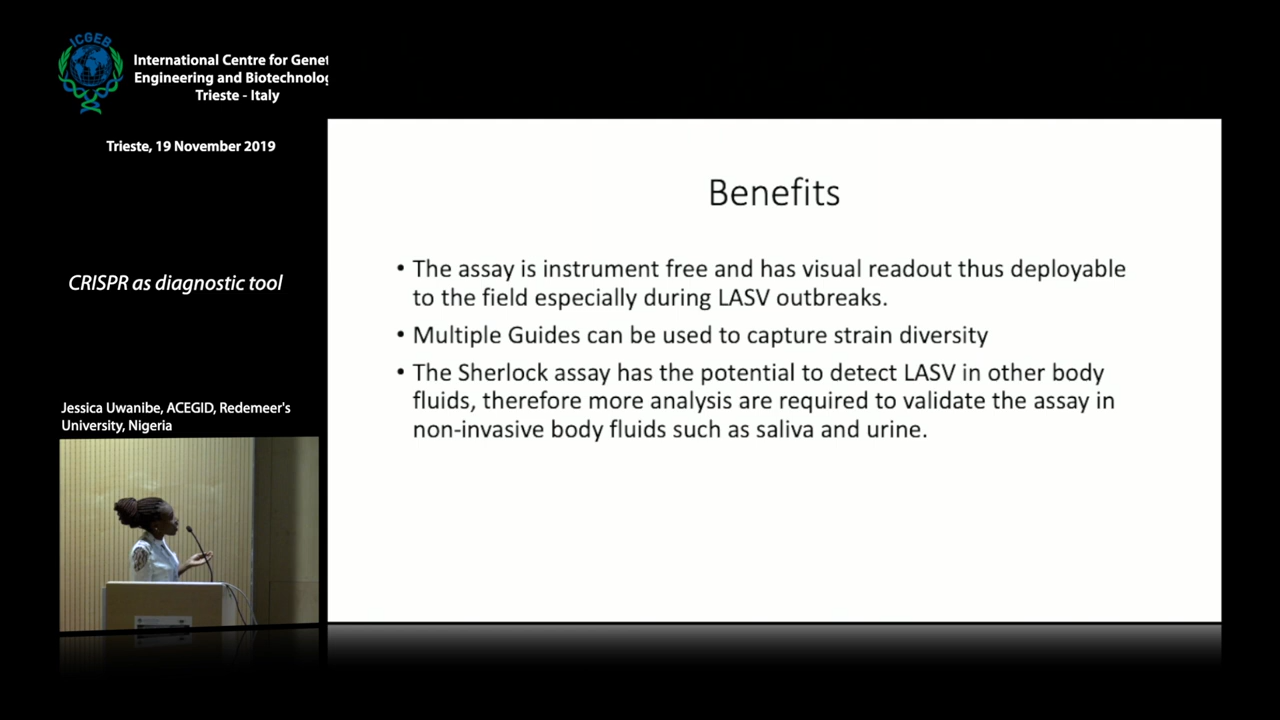 ICGEB
International Centre for Genet
Engineering and Biotechnolog
Trieste - Italy
Trieste, 19 November 2019
CRISPR as diagnostic tool
Jessica Uwanibe, ACEGID, Redemeer's
University, Nigeria
Benefits
• The assay is instrument free and has visual readout thus deployable
to the field especially during LASV outbreaks.
• Multiple Guides can be used to capture strain diversity
• The Sherlock assay has the potential to detect LASV in other body
fluids, therefore more analysis are required to validate the assay in
non-invasive body fluids such as saliva and urine.